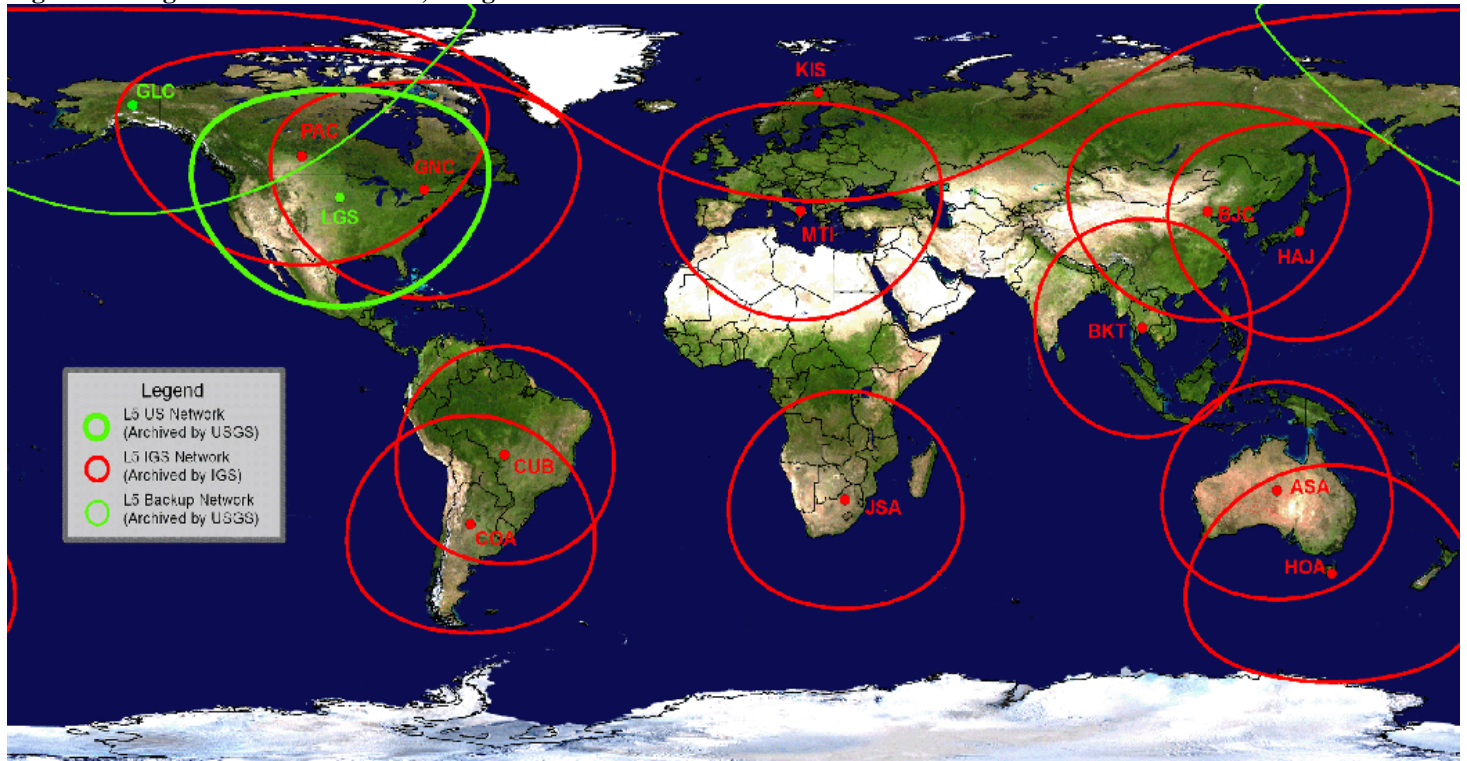 KIS
GLC
PAC
GNC
LGS
MTI
BJC
HAJ
BKT
Legend
L5 US Network
(Archived by USGS)
L5 IGS Network
(Archived by IGS)
L5 Backup Network
(Archived by USGS)
CUB
COA
JSA
ASA
HOA